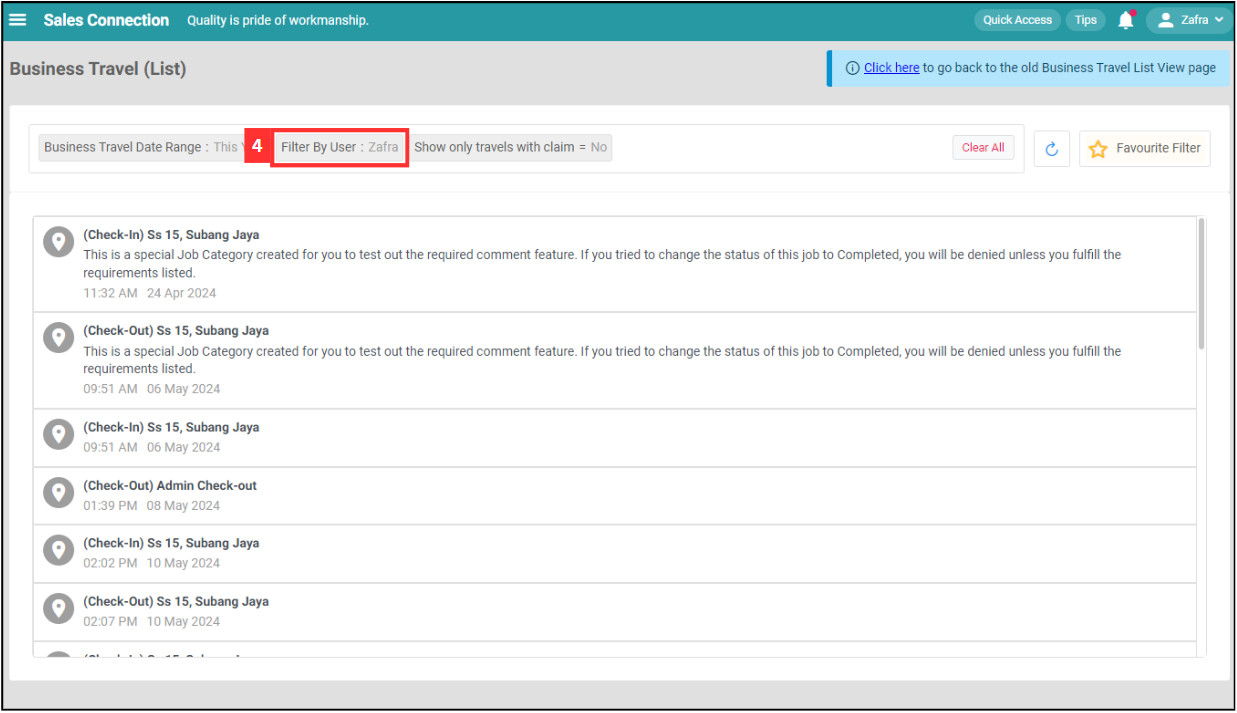 Sales Connection Quality is pride of workmanship. Quick Access Tips Zafra
Business Travel (List)
Click here to go back to the old Business Travel List View page
Business Travel Date Range : This 4 Filter By User : Zafra Show only travels with claim = No Clear All Favourite Filter
(Check-In) Ss 15, Subang Jaya
This is a special Job Category created for you to test out the required comment feature. If you tried to change the status of this job to Completed, you will be denied unless you fulfill the
requirements listed.
11:32 AM 24 Apr 2024
(Check-Out) Ss 15, Subang Jaya
This is a special Job Category created for you to test out the required comment feature. If you tried to change the status of this job to Completed, you will be denied unless you fulfill the
requirements listed.
09:51 AM 06 May 2024
(Check-In) Ss 15, Subang Jaya
09:51 AM 06 May 2024
(Check-Out) Admin Check-out
01:39 PM 08 May 2024
(Check-In) Ss 15, Subang Jaya
02:02 PM 10 May 2024
(Check-Out) Ss 15, Subang Jaya
02:07 PM 10 May 2024